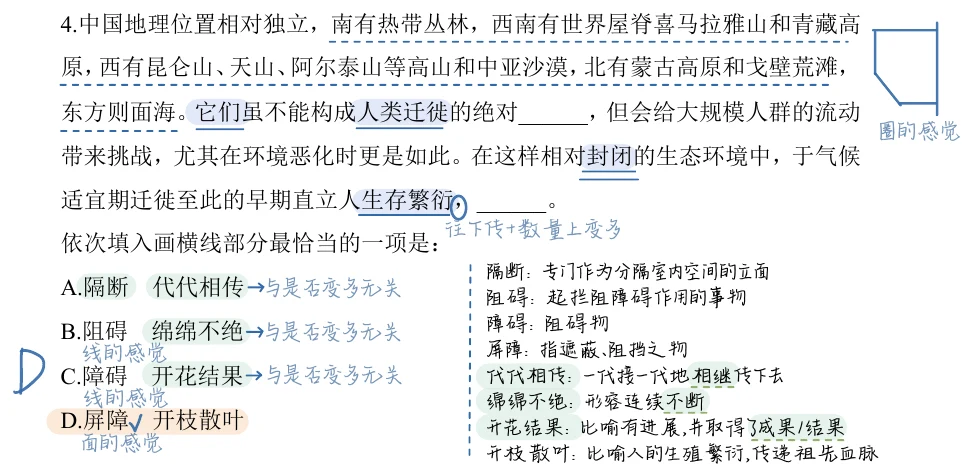 4.中国地理位置相对独立，南有热带丛林，西南有世界屋脊喜马拉雅山和青藏高
原，西有昆仑山、天山、阿尔泰山等高山和中亚沙漠，北有蒙古高原和戈壁荒滩，
东方则面海。它们虽不能构成人类迁徙的绝对______，但会给大规模人群的流动
圈的感觉
带来挑战，尤其在环境恶化时更是如此。在这样相对封闭的生态环境中，于气候
适宜期迁徙至此的早期直立人生存繁衍，______。
往下传+数量上变多
依次填入画横线部分最恰当的一项是：
A.隔断 代代相传→与是否变多无关
B.阻碍 绵绵不绝→与是否变多无关
线的感觉
C.障碍 开花结果→与是否变多无关
线的感觉
D
D.屏障✓ 开枝散叶
面的感觉
隔断：专门作为分隔室内空间的立面
阻碍：起拦阻障碍作用的事物
障碍：阻碍物
屏障：指遮蔽、阻挡之物
代代相传：一代接一代地相继传下去
绵绵不绝：形容连续不断
开花结果：比喻有进展，并取得了成果/结果
开枝散叶：比喻人的生殖繁衍，传递祖先血脉